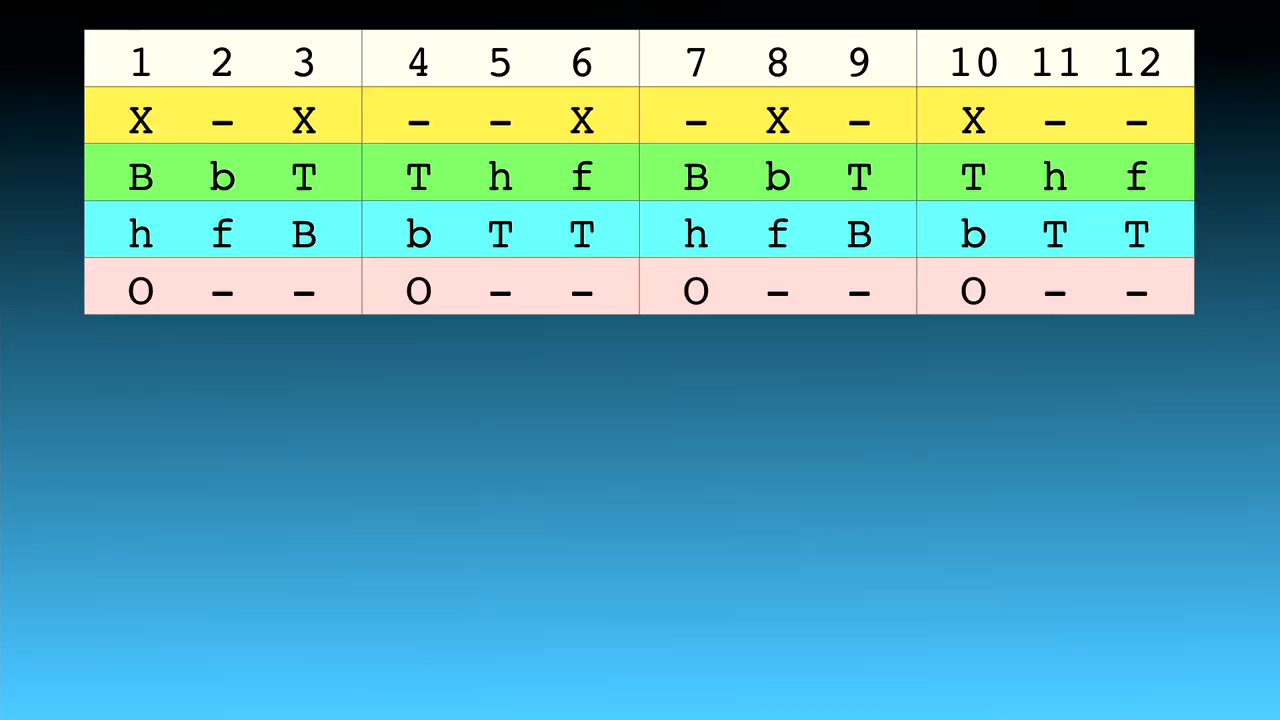 1 2 3 4 5 6 7 8 9 10 11 12
X - X - - X - X - X - -
B b T T h f B b T T h f
h f B b T T h f B b T T
O - - O - - O - - O - -